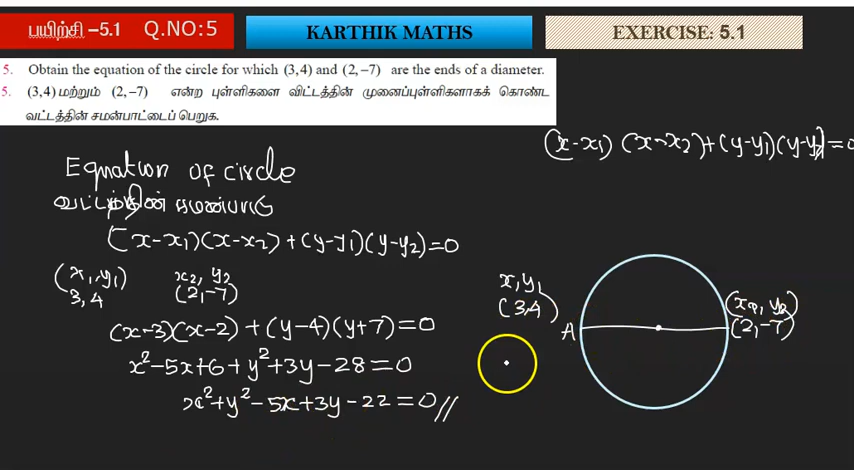 பயிற்சி –5.1 Q.NO:5 KARTHIK MATHS EXERCISE: 5.1
5. Obtain the equation of the circle for which (3,4) and (2,−7) are the ends of a diameter.
5. (3,4) மற்றும் (2,−7) என்ற புள்ளிகளை விட்டத்தின் முனைப்புள்ளிகளாகக் கொண்ட
வட்டத்தின் சமன்பாட்டைப் பெறுக.
(x-x₁)(x-x₂)+(y-y₁)(y-y₂)=0
Equation of circle
வட்டத்தின் சமன்பாடு
(x-x₁)(x-x₂)+(y-y₁)(y-y₂)=0
(x₁,y₁) x₂, y₂
3,4 (2,-7)
(x-3)(x-2)+(y-4)(y+7)=0
x²-5x+6+y²+3y-28=0
x²+y²-5x+3y-22=0//
x,y₁
(3,4)
A
(x₂, y₂)
(2,-7)